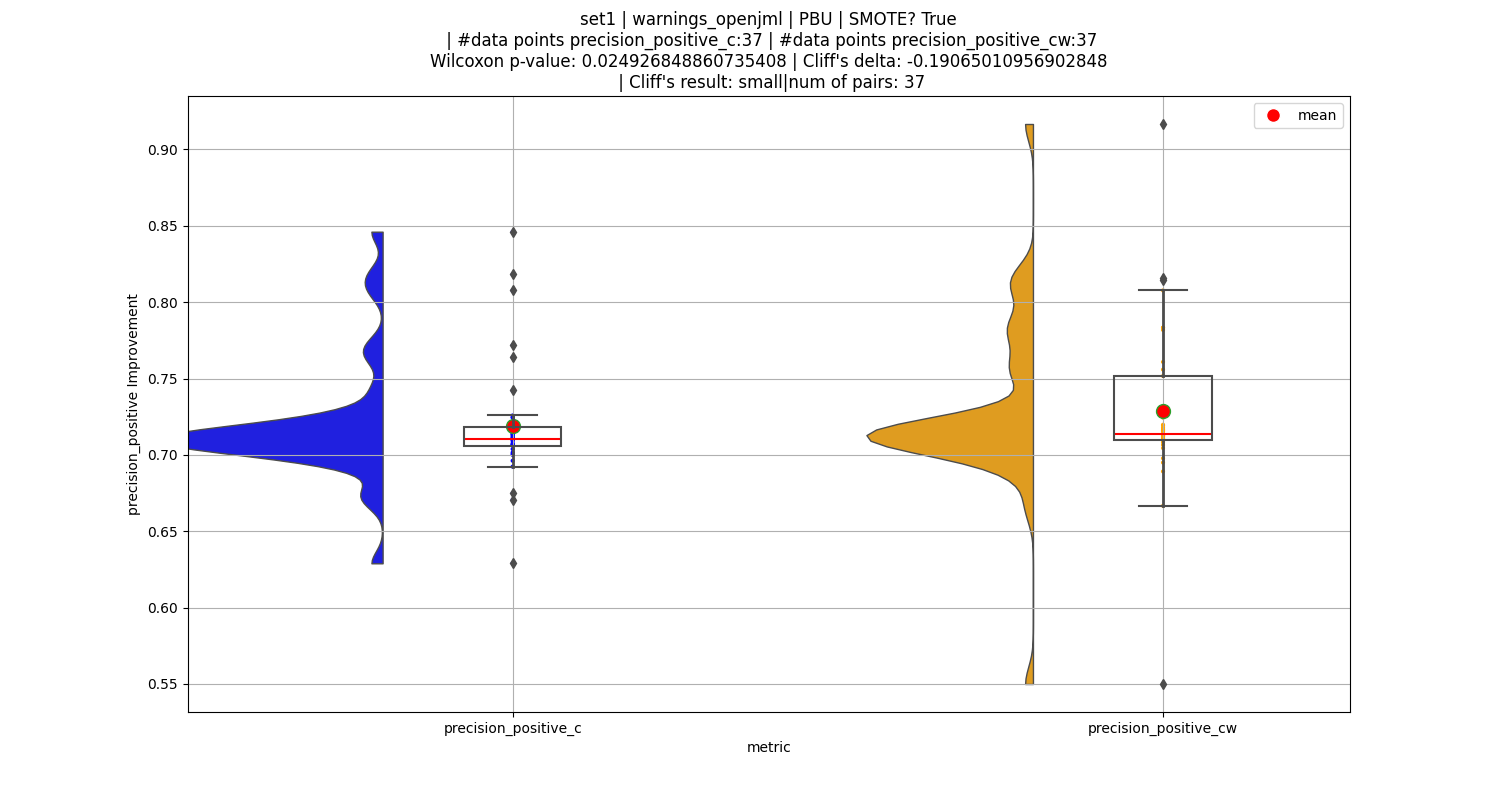 set1 | warnings_openjml | PBU | SMOTE? True
| #data points precision_positive_c:37 | #data points precision_positive_cw:37
Wilcoxon p-value: 0.024926848860735408 | Cliff's delta: -0.19065010956902848
| Cliff's result: small|num of pairs: 37
mean
0.90
0.85
0.80
0.75
0.70
0.65
0.60
0.55
precision_positive Improvement
precision_positive_c
precision_positive_cw
metric